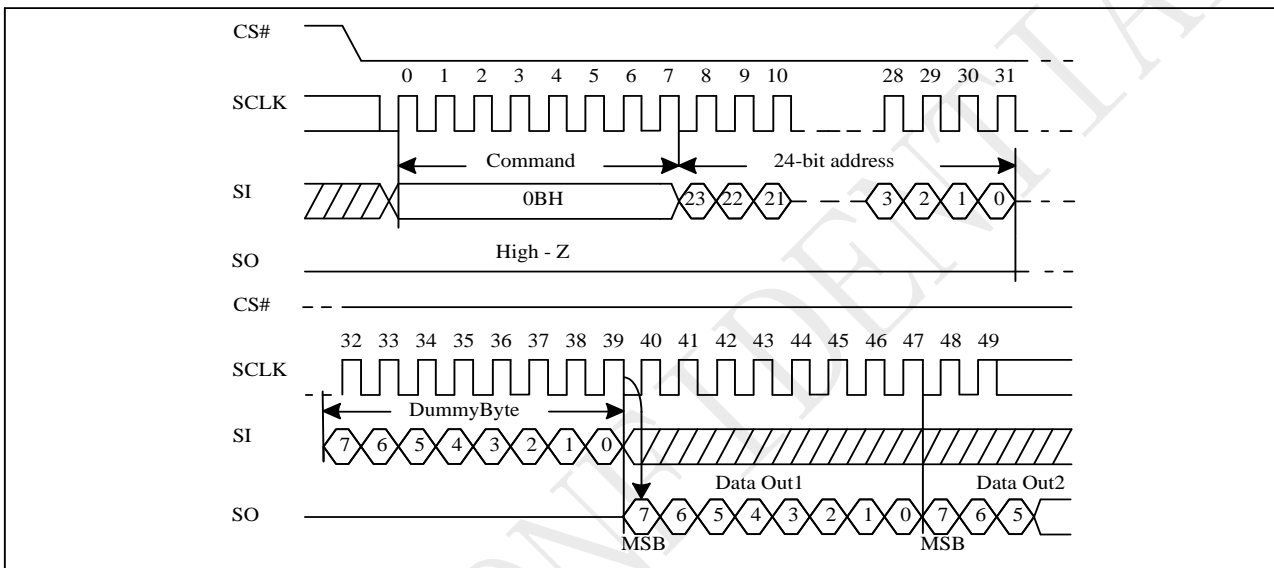 CS#
0 1 2 3 4 5 6 7 8 9 10 28 29 30 31
SCLK
Command 24-bit address
SI 0BH 23 22 21 3 2 1 0
High - Z
SO
CS#
32 33 34 35 36 37 38 39 40 41 42 43 44 45 46 47 48 49
SCLK
DummyByte
SI 7 6 5 4 3 2 1 0
Data Out1 Data Out2
SO 7 6 5 4 3 2 1 0 7 6 5
MSB MSB